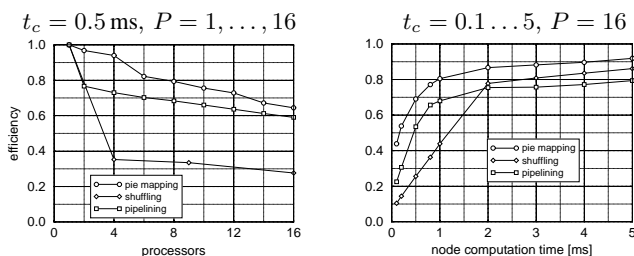 t_c = 0.5 ms, P = 1, . . . , 16
1.0
0.8
0.6
0.4
0.2
0.0
efficiency
pie mapping
shuffling
pipelining
0 4 8 12 16
processors
t_c = 0.1 . . . 5, P = 16
1.0
0.8
0.6
0.4
0.2
0.0
pie mapping
shuffling
pipelining
0 1 2 3 4 5
node computation time [ms]